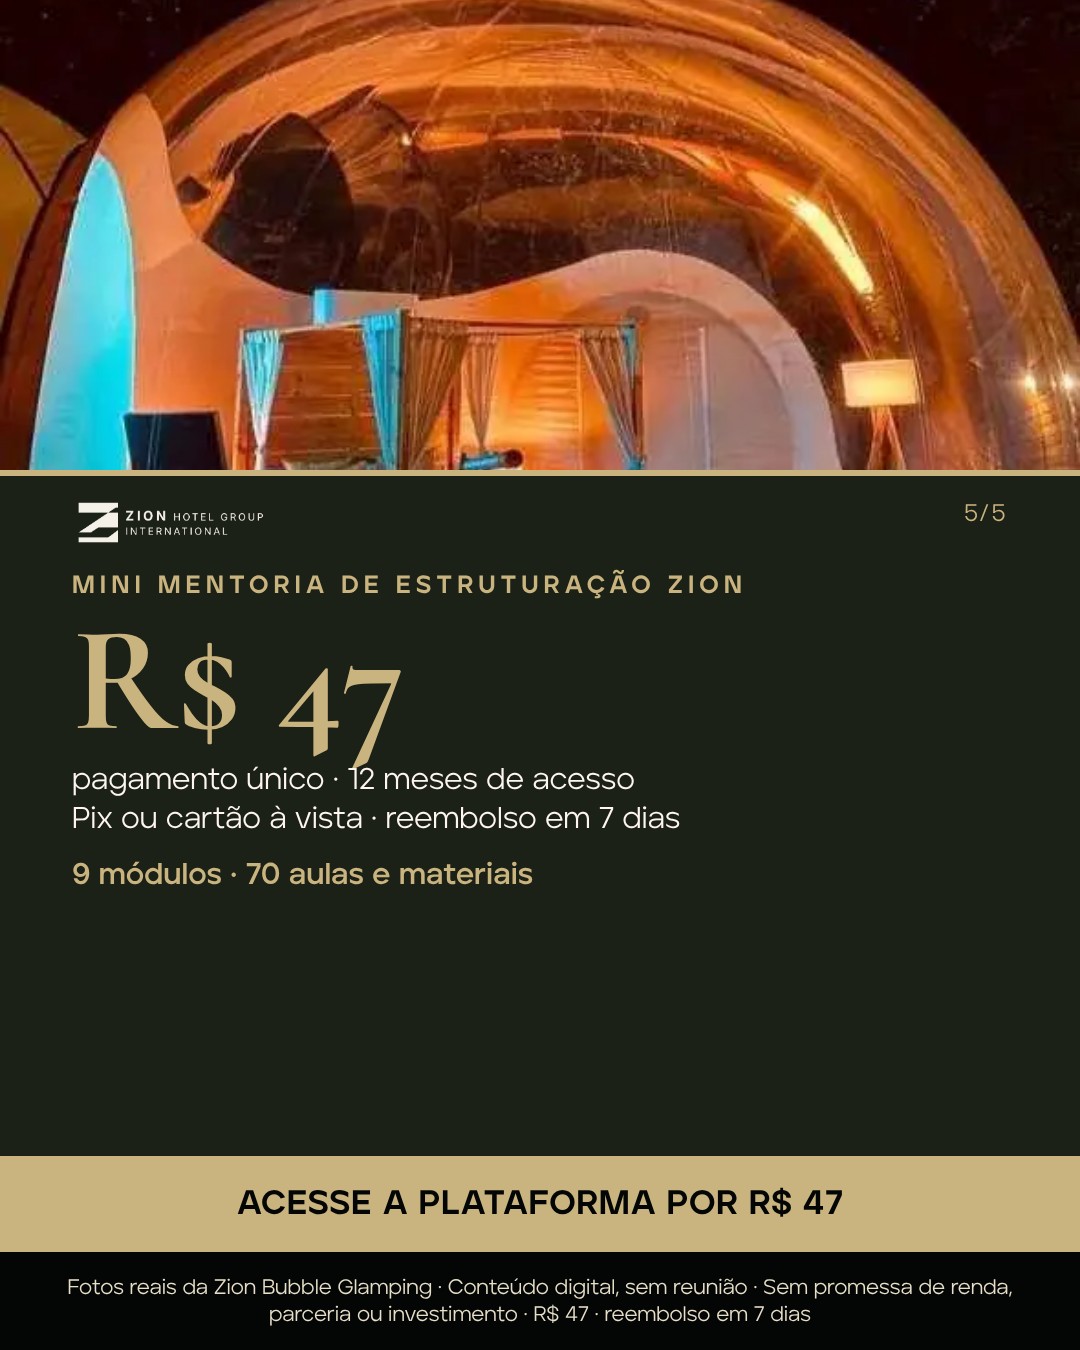 ZION HOTEL GROUP
INTERNATIONAL
5/5
MINI MENTORIA DE ESTRUTURAÇÃO ZION
R$ 47
pagamento único · 12 meses de acesso
Pix ou cartão à vista · reembolso em 7 dias
9 módulos · 70 aulas e materiais
ACESSE A PLATAFORMA POR R$ 47
Fotos reais da Zion Bubble Glamping · Conteúdo digital, sem reunião · Sem promessa de renda,
parceria ou investimento · R$ 47 · reembolso em 7 dias